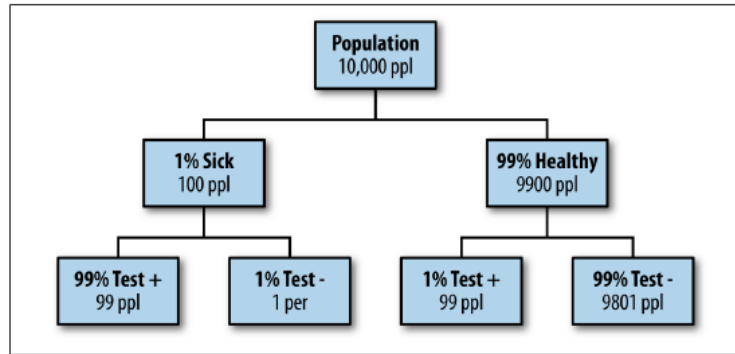 Population
10,000 ppl
1% Sick
100 ppl
99% Healthy
9900 ppl
99% Test +
99 ppl
1% Test -
1 per
1% Test +
99 ppl
99% Test -
9801 ppl